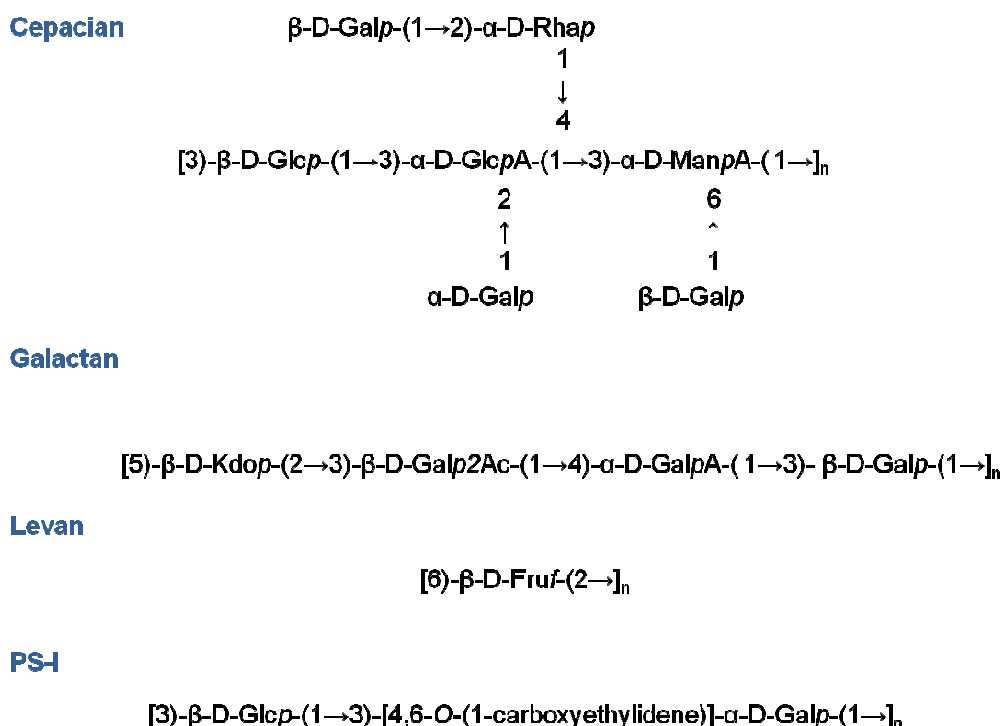 Cepacian
β-D-Galp-(1→2)-α-D-Rhap
1
↓
4
[3)-β-D-Glcp-(1→3)-α-D-GlcpA-(1→3)-α-D-ManpA-( 1→]n
2 6
↑ ^
1 1
α-D-Galp β-D-Galp
Galactan
[5)-β-D-Kdop-(2→3)-β-D-Galp2Ac-(1→4)-α-D-GalpA-( 1→3)- β-D-Galp-(1→]n
Levan
[6)-β-D-Fruf-(2→]n
PS-I
[3)-β-D-Glcp-(1→3)-[4,6-O-(1-carboxyethylidene)]-α-D-Galp-(1→]n